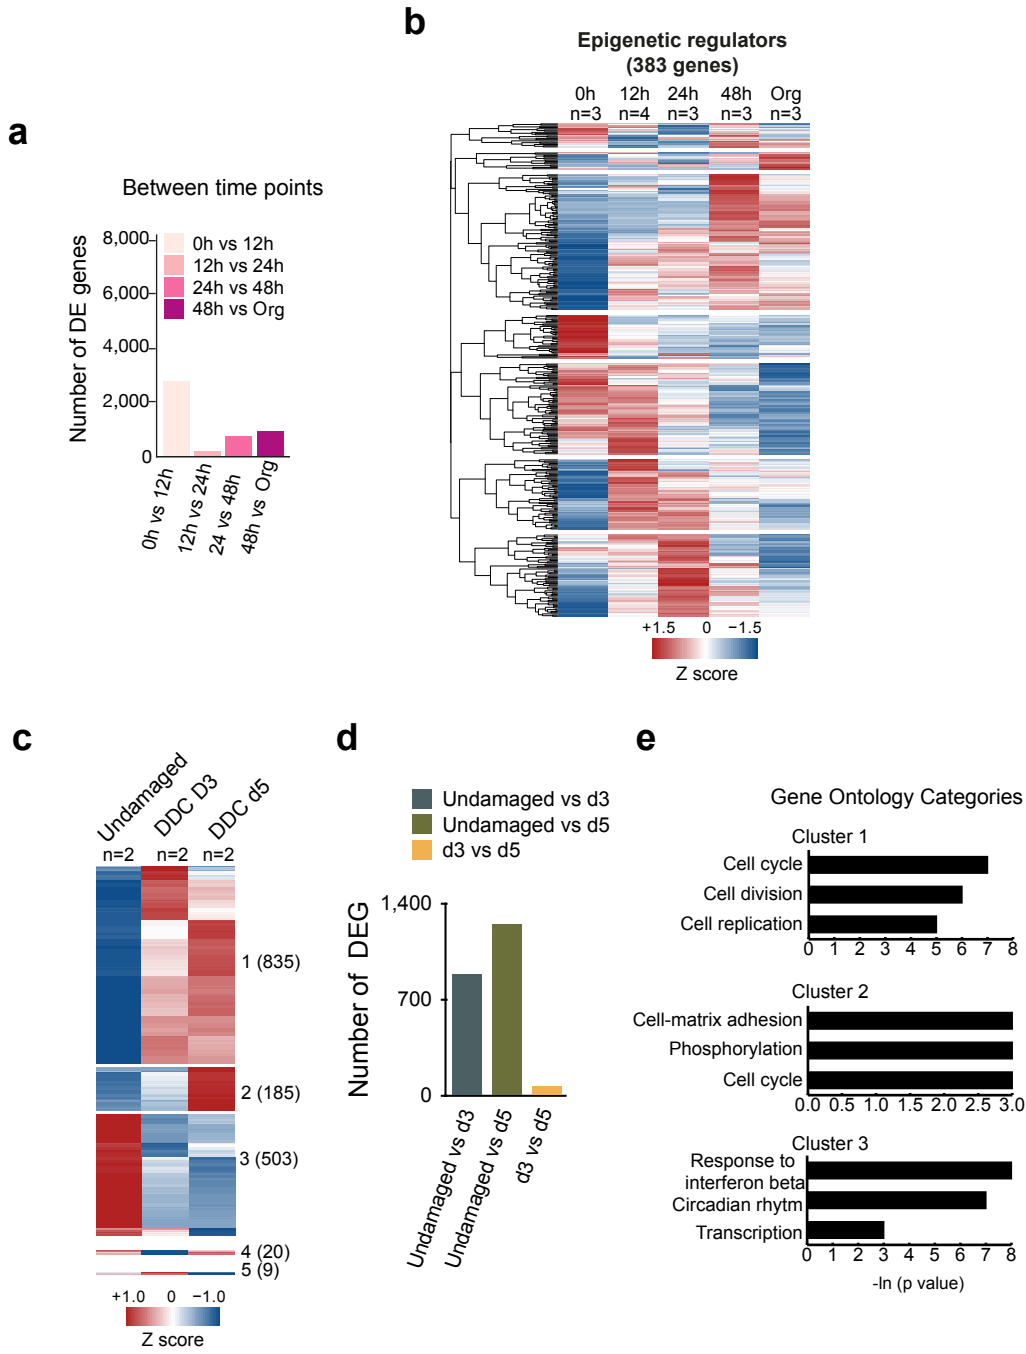 a
Between time points
Number of DE genes
8,000
6,000
4,000
2,000
0
0h vs 12h
12h vs 24h
24h vs 48h
48h vs Org
0h vs 12h
12h vs 24h
24 vs 48h
48h vs Org
b
Epigenetic regulators
(383 genes)
0h 12h 24h 48h Org
n=3 n=4 n=3 n=3 n=3
+1.5 0 −1.5
Z score
c
Undamaged
DDC D3
DDC d5
n=2 n=2 n=2
1 (835)
2 (185)
3 (503)
4 (20)
5 (9)
+1.0 0 −1.0
Z score
d
Undamaged vs d3
Undamaged vs d5
d3 vs d5
Number of DEG
1,400
700
0
Undamaged vs d3
Undamaged vs d5
d3 vs d5
e
Gene Ontology Categories
Cluster 1
Cell cycle
Cell division
Cell replication
0 1 2 3 4 5 6 7 8
Cluster 2
Cell-matrix adhesion
Phosphorylation
Cell cycle
0.0 0.5 1.0 1.5 2.0 2.5 3.0
Cluster 3
Response to
interferon beta
Circadian rhytm
Transcription
0 1 2 3 4 5 6 7 8
-ln (p value)